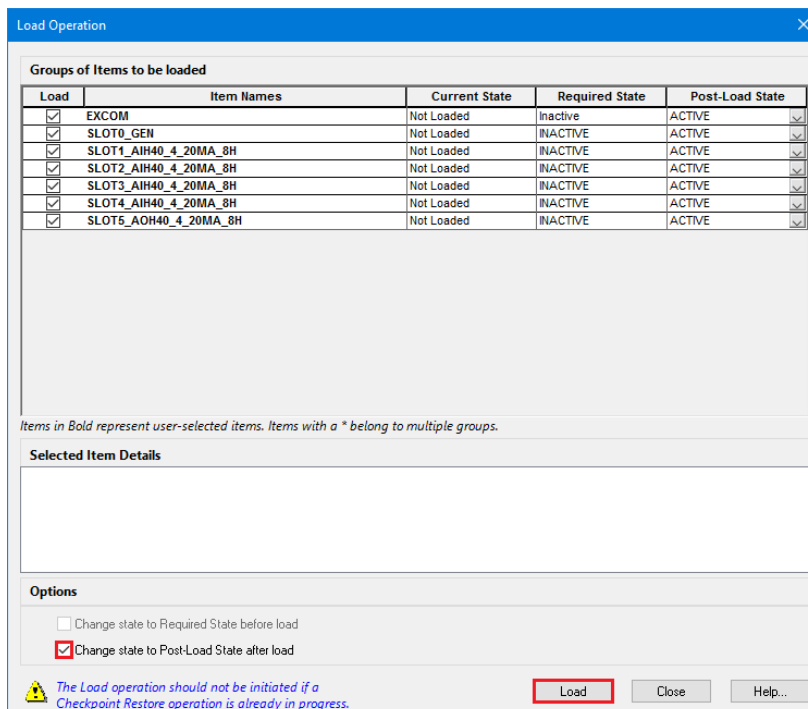 Load Operation
Groups of Items to be loaded
Load Item Names Current State Required State Post-Load State
EXCOM Not Loaded Inactive ACTIVE
SLOT0_GEN Not Loaded INACTIVE ACTIVE
SLOT1_AIH40_4_20MA_8H Not Loaded INACTIVE ACTIVE
SLOT2_AIH40_4_20MA_8H Not Loaded INACTIVE ACTIVE
SLOT3_AIH40_4_20MA_8H Not Loaded INACTIVE ACTIVE
SLOT4_AIH40_4_20MA_8H Not Loaded INACTIVE ACTIVE
SLOT5_AOH40_4_20MA_8H Not Loaded INACTIVE ACTIVE
Items in Bold represent user-selected items. Items with a * belong to multiple groups.
Selected Item Details
Options
Change state to Required State before load
Change state to Post-Load State after load
The Load operation should not be initiated if a
Checkpoint Restore operation is already in progress.
Load Close Help...